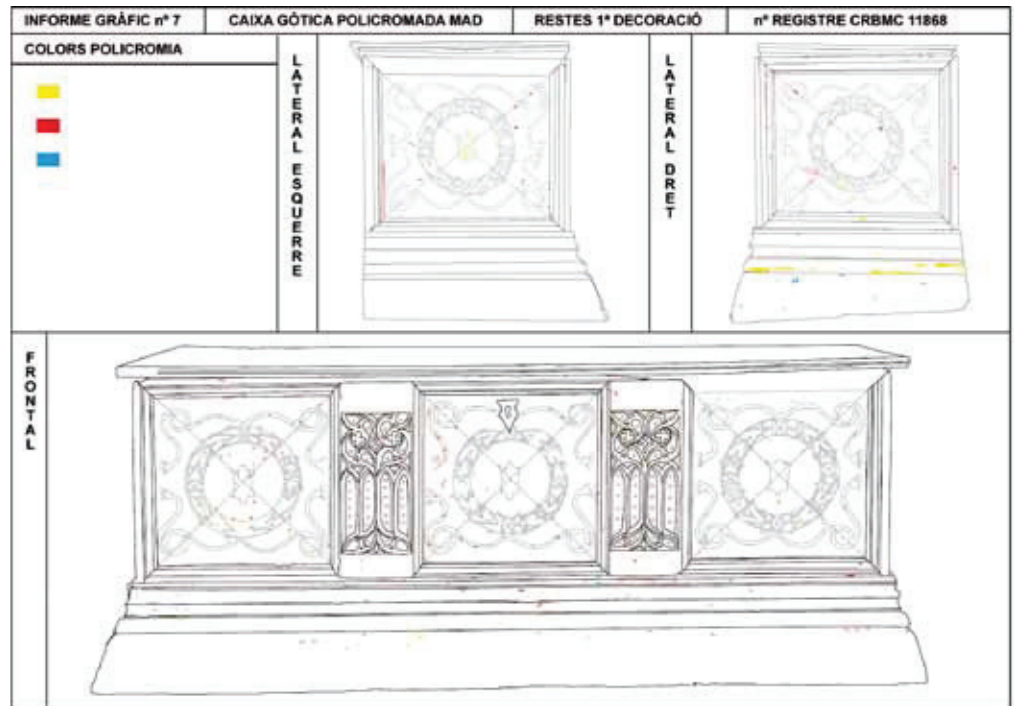 INFORME GRÀFIC nº 7
CAIXA GÒTICA POLICROMADA MAD
RESTES 1ª DECORACIÓ
nº REGISTRE CRBMC 11868
COLORS POLICROMIA
LATERAL ESQUERRE
LATERAL DRET
FRONTAL